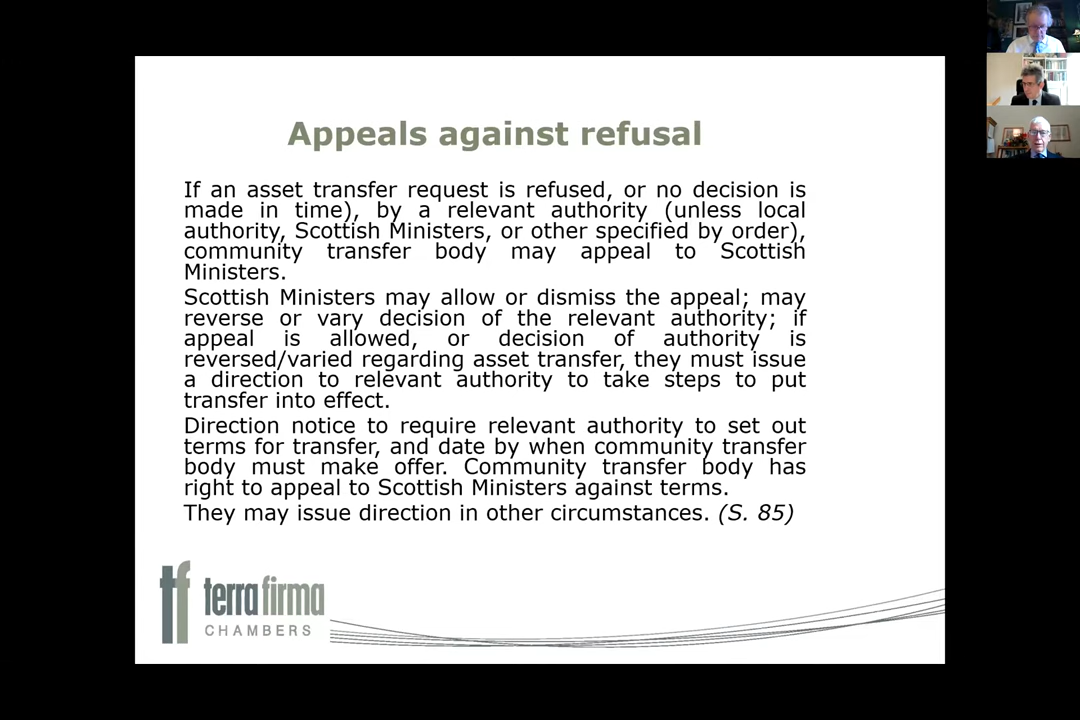 Appeals against refusal
If an asset transfer request is refused, or no decision is
made in time), by a relevant authority (unless local
authority, Scottish Ministers, or other specified by order),
community transfer body may appeal to Scottish
Ministers.
Scottish Ministers may allow or dismiss the appeal; may
reverse or vary decision of the relevant authority; if
appeal is allowed, or decision of authority is
reversed/varied regarding asset transfer, they must issue
a direction to relevant authority to take steps to put
transfer into effect.
Direction notice to require relevant authority to set out
terms for transfer, and date by when community transfer
body must make offer. Community transfer body has
right to appeal to Scottish Ministers against terms.
They may issue direction in other circumstances. (S. 85)
tf terra firma
CHAMBERS